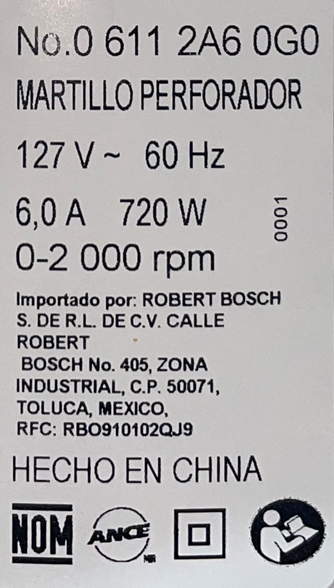 No.0 611 2A6 0G0
MARTILLO PERFORADOR
127 V ~ 60 Hz
6,0 A 720 W
0001
0-2 000 rpm
Importado por: ROBERT BOSCH
S. DE R.L. DE C.V. CALLE
ROBERT
BOSCH No. 405, ZONA
INDUSTRIAL, C.P. 50071,
TOLUCA, MEXICO,
RFC: RBO910102QJ9
HECHO EN CHINA
NOM
ANCE